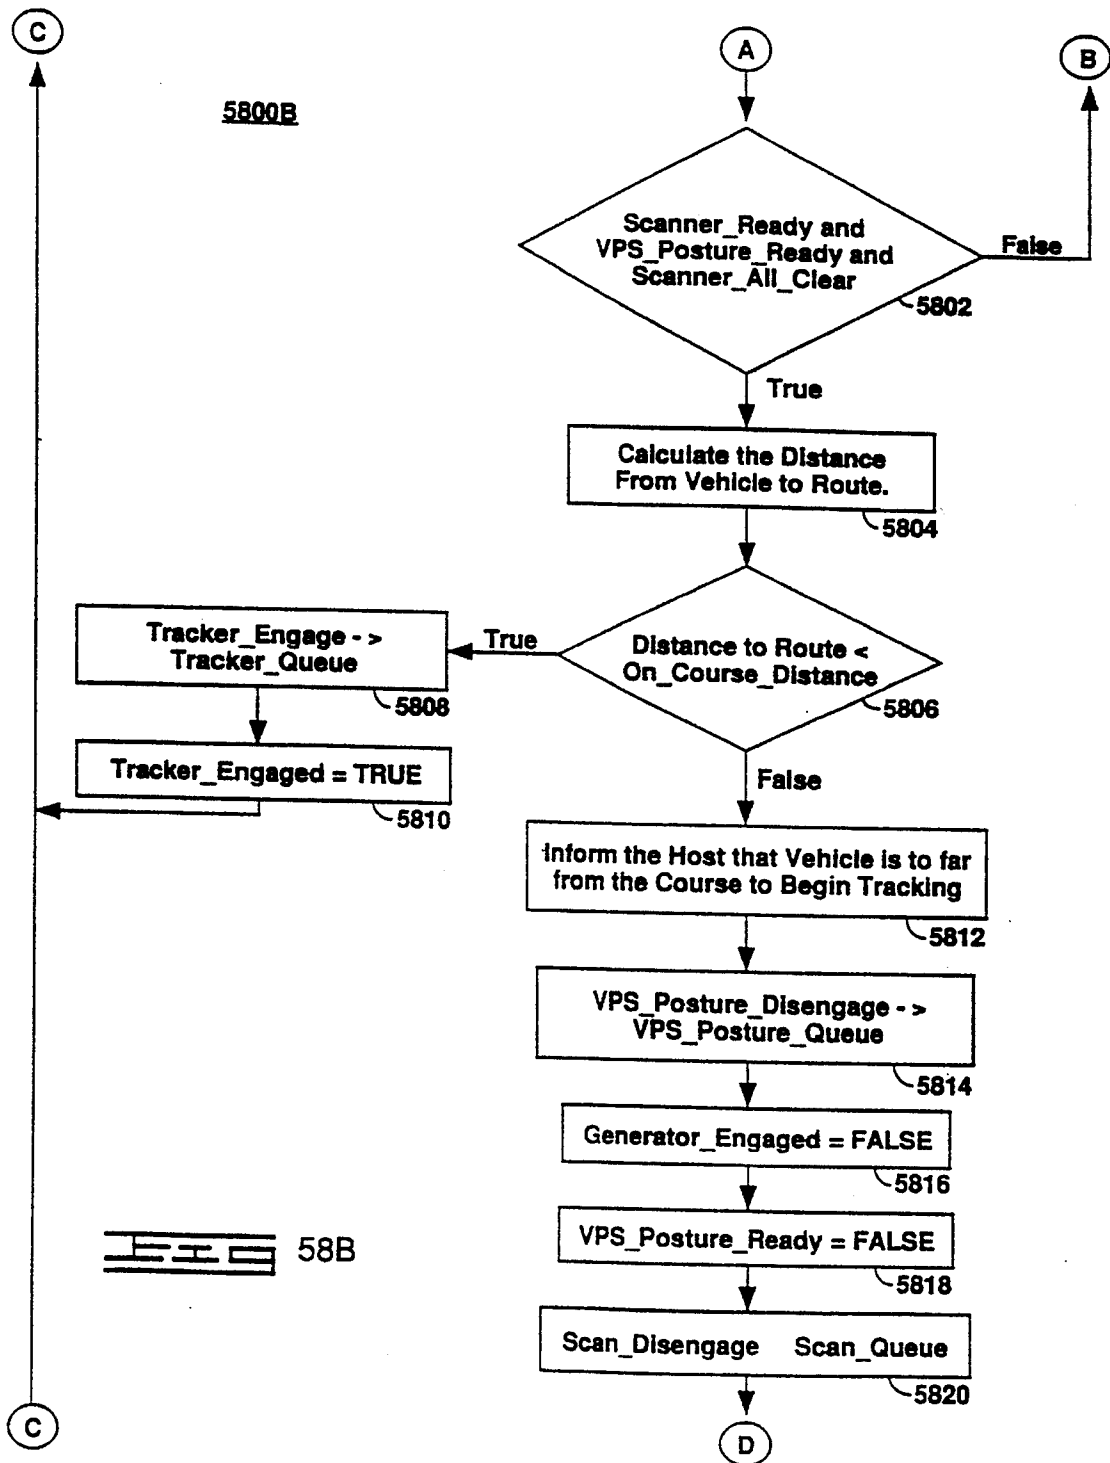 C
A
B
5800B
Scanner_Ready and
VPS_Posture_Ready and
Scanner_All_Clear
False
5802
True
Calculate the Distance
From Vehicle to Route.
5804
Tracker_Engage - >
Tracker_Queue
5808
True
Distance to Route <
On_Course_Distance
5806
Tracker_Engaged = TRUE
5810
False
Inform the Host that Vehicle is to far
from the Course to Begin Tracking
5812
VPS_Posture_Disengage - >
VPS_Posture_Queue
5814
Generator_Engaged = FALSE
5816
58B
VPS_Posture_Ready = FALSE
5818
Scan_Disengage Scan_Queue
5820
C
D